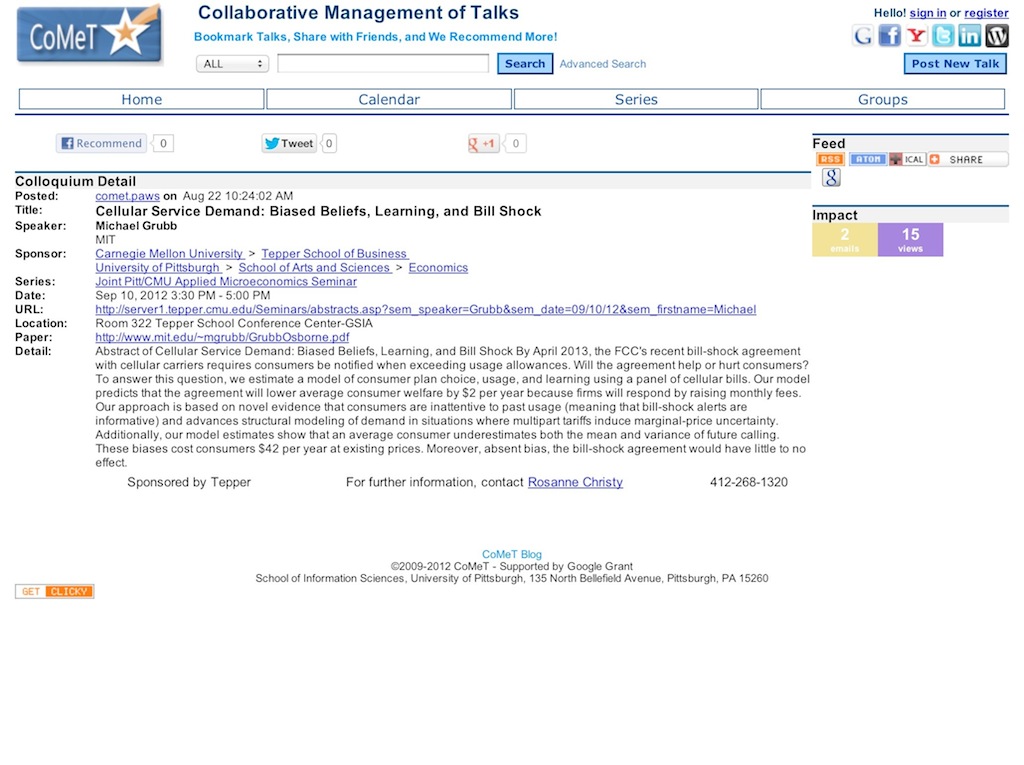 CoMeT
Collaborative Management of Talks
Bookmark Talks, Share with Friends, and We Recommend More!
Hello! sign in or register
ALL
Search
Advanced Search
Post New Talk
Home
Calendar
Series
Groups
Recommend 0
Tweet 0
+1 0
Feed
RSS
ATOM
ICAL
SHARE
Colloquium Detail
Posted: comet.paws on Aug 22 10:24:02 AM
Title: Cellular Service Demand: Biased Beliefs, Learning, and Bill Shock
Speaker: Michael Grubb
MIT
Sponsor: Carnegie Mellon University > Tepper School of Business
University of Pittsburgh > School of Arts and Sciences > Economics
Series: Joint Pitt/CMU Applied Microeconomics Seminar
Date: Sep 10, 2012 3:30 PM - 5:00 PM
URL: http://server1.tepper.cmu.edu/Seminars/abstracts.asp?sem_speaker=Grubb&sem_date=09/10/12&sem_firstname=Michael
Location: Room 322 Tepper School Conference Center-GSIA
Paper: http://www.mit.edu/~mgrubb/GrubbOsborne.pdf
Detail: Abstract of Cellular Service Demand: Biased Beliefs, Learning, and Bill Shock By April 2013, the FCC's recent bill-shock agreement
with cellular carriers requires consumers be notified when exceeding usage allowances. Will the agreement help or hurt consumers?
To answer this question, we estimate a model of consumer plan choice, usage, and learning using a panel of cellular bills. Our model
predicts that the agreement will lower average consumer welfare by $2 per year because firms will respond by raising monthly fees.
Our approach is based on novel evidence that consumers are inattentive to past usage (meaning that bill-shock alerts are
informative) and advances structural modeling of demand in situations where multipart tariffs induce marginal-price uncertainty.
Additionally, our model estimates show that an average consumer underestimates both the mean and variance of future calling.
These biases cost consumers $42 per year at existing prices. Moreover, absent bias, the bill-shock agreement would have little to no
effect.
Sponsored by Tepper For further information, contact Rosanne Christy 412-268-1320
Impact
2 emails
15 views
CoMeT Blog
©2009-2012 CoMeT - Supported by Google Grant
School of Information Sciences, University of Pittsburgh, 135 North Bellefield Avenue, Pittsburgh, PA 15260
GET CLICKY